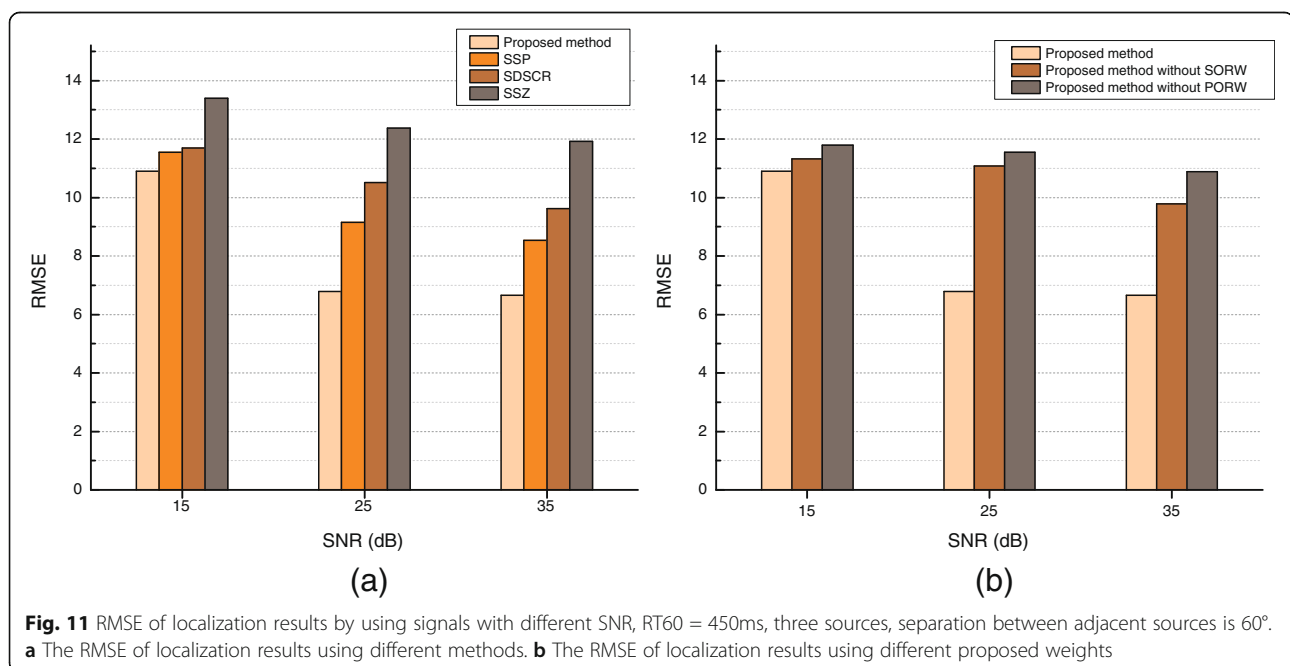 Proposed method
SSP
SDSCR
SSZ
14
12
10
8
6
4
2
0
RMSE
15
25
35
SNR (dB)
(a)
Proposed method
Proposed method without SORW
Proposed method without PORW
14
12
10
8
6
4
2
0
RMSE
15
25
35
SNR (dB)
(b)
Fig. 11 RMSE of localization results by using signals with different SNR, RT60 = 450ms, three sources, separation between adjacent sources is 60°.
a The RMSE of localization results using different methods. b The RMSE of localization results using different proposed weights